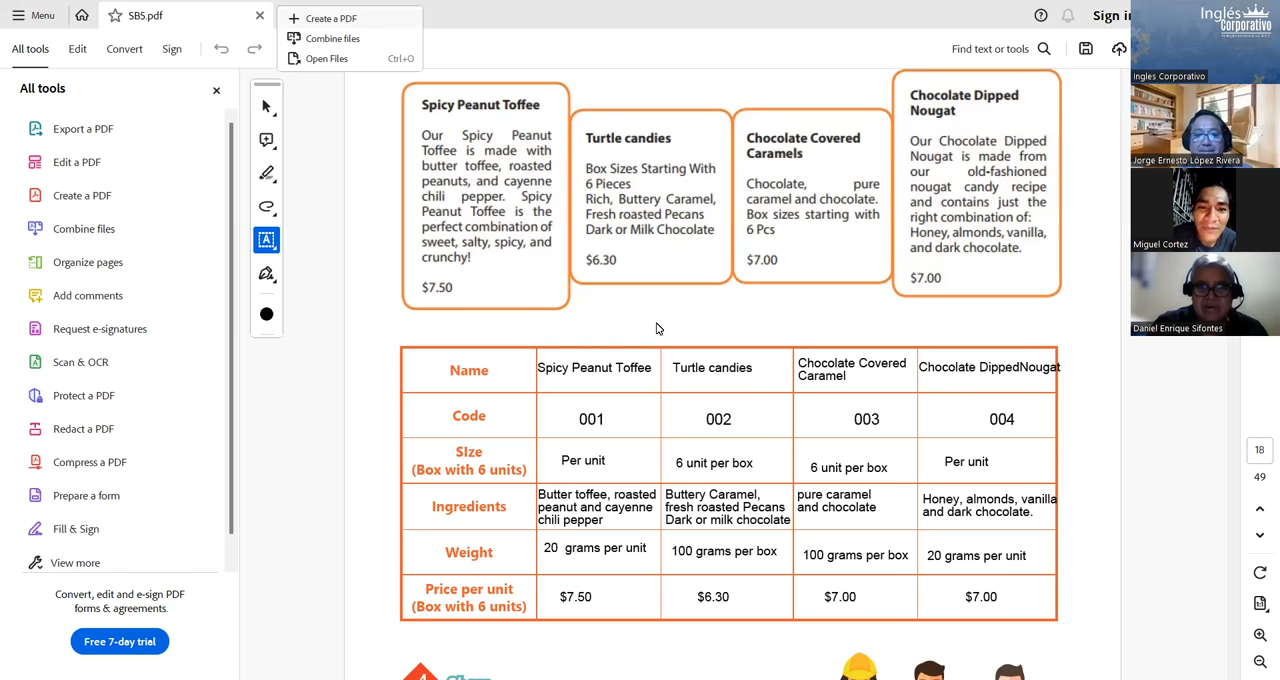 Menu
SB5.pdf
Create a PDF
Combine files
Open Files Ctrl+O
Sign in
All tools Edit Convert Sign
Find text or tools
All tools
Export a PDF
Edit a PDF
Create a PDF
Combine files
Organize pages
Add comments
Request e-signatures
Scan & OCR
Protect a PDF
Redact a PDF
Compress a PDF
Prepare a form
Fill & Sign
View more
Convert, edit and e-sign PDF
forms & agreements.
Free 7-day trial
Spicy Peanut Toffee
Our Spicy Peanut
Toffee is made with
butter toffee, roasted
peanuts, and cayenne
chili pepper. Spicy
Peanut Toffee is the
perfect combination of
sweet, salty, spicy, and
crunchy!
$7.50
Turtle candies
Box Sizes Starting With
6 Pieces
Rich, Buttery Caramel,
Fresh roasted Pecans
Dark or Milk Chocolate
$6.30
Chocolate Covered
Caramels
Chocolate, pure
caramel and chocolate.
Box sizes starting with
6 Pcs
$7.00
Chocolate Dipped
Nougat
Our Chocolate Dipped
Nougat is made from
our old-fashioned
nougat candy recipe
and contains just the
right combination of:
Honey, almonds, vanilla,
and dark chocolate.
$7.00
Name
Spicy Peanut Toffee
Turtle candies
Chocolate Covered
Caramel
Chocolate DippedNougat
Code
001
002
003
004
SIze
(Box with 6 units)
Per unit
6 unit per box
6 unit per box
Per unit
Ingredients
Butter toffee, roasted
peanut and cayenne
chili pepper
Buttery Caramel,
fresh roasted Pecans
Dark or milk chocolate
pure caramel
and chocolate
Honey, almonds, vanilla
and dark chocolate.
Weight
20 grams per unit
100 grams per box
100 grams per box
20 grams per unit
Price per unit
(Box with 6 units)
$7.50
$6.30
$7.00
$7.00
18
49
Inglés
Corporativo
Ingles Corporativo
Jorge Ernesto López Rivera
Miguel Cortez
Daniel Enrique Sifontes